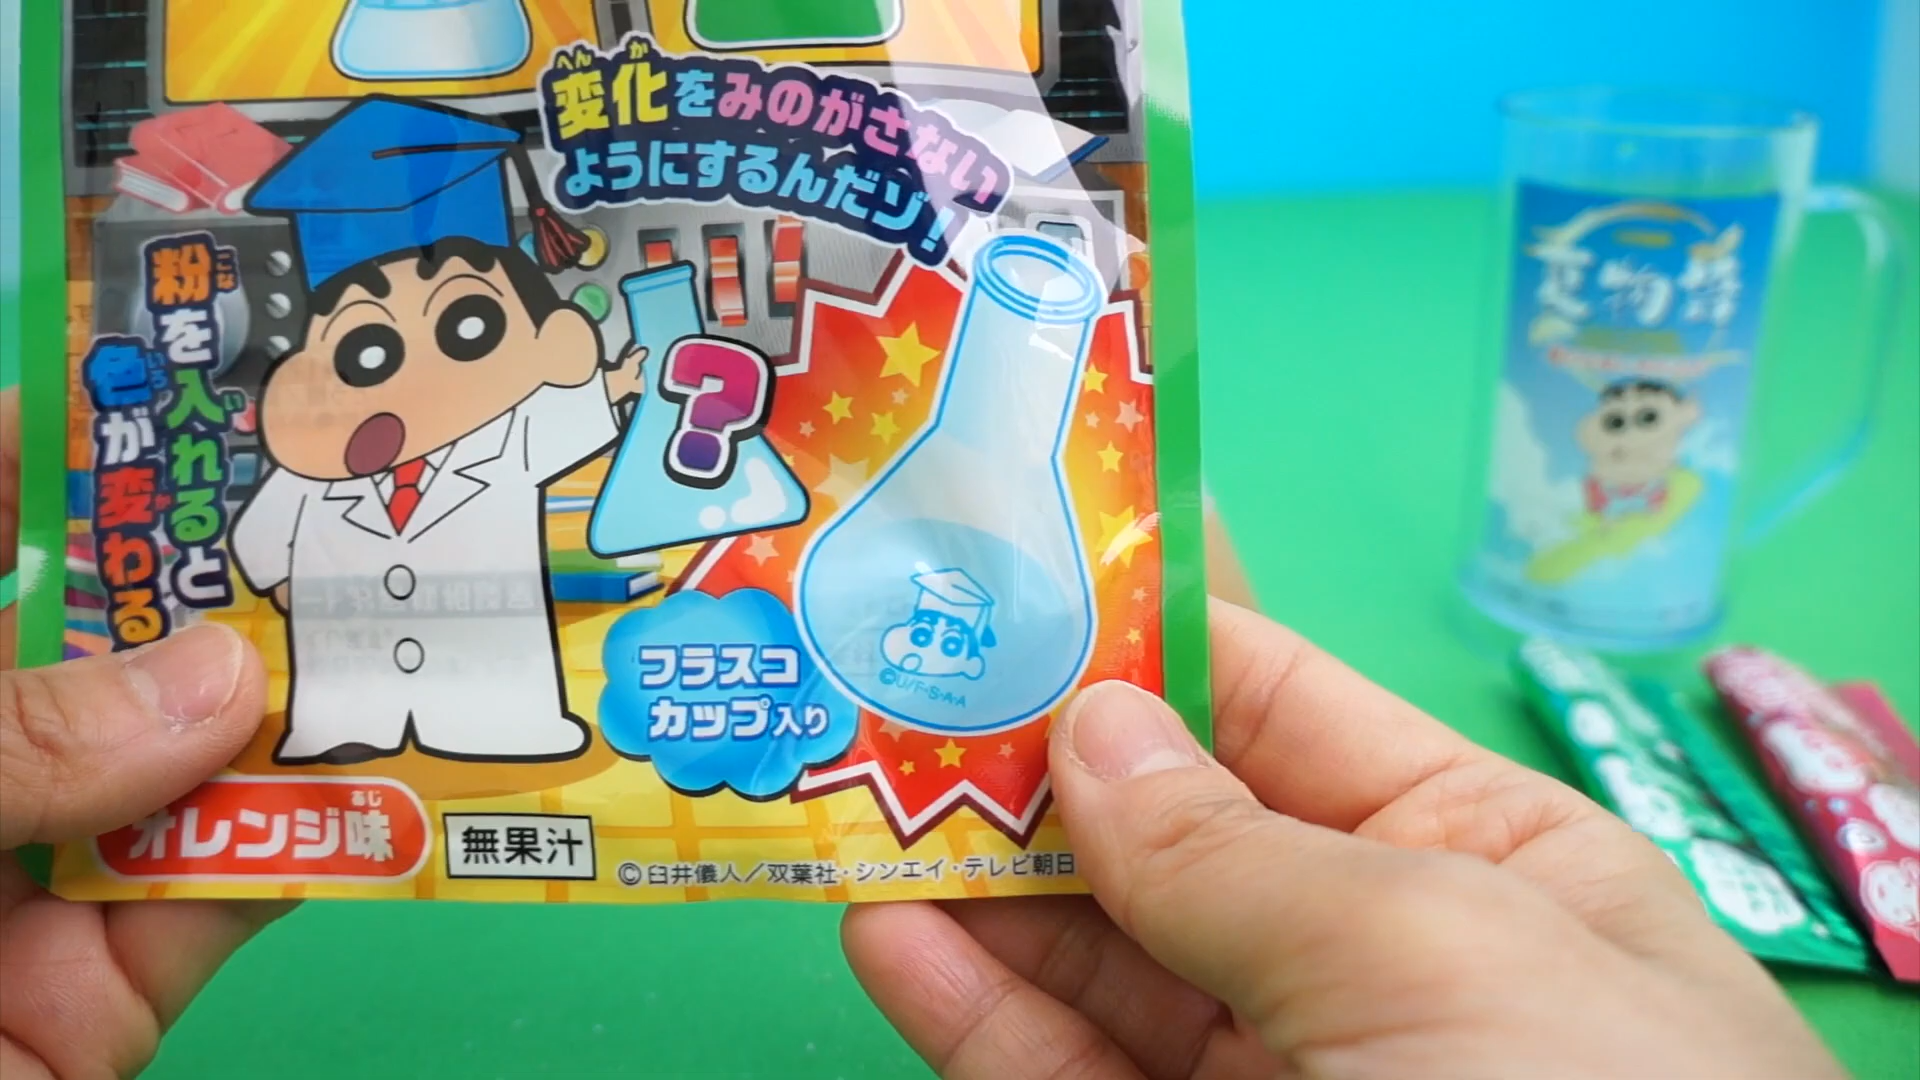 変化をみのがさない
ようにするんだゾ!
粉を入れると
色が変わる
?
フラスコ
カップ入り
©U/F・S・A・A
オレンジ味
無果汁
©臼井儀人/双葉社・シンエイ・テレビ朝日
夏物語